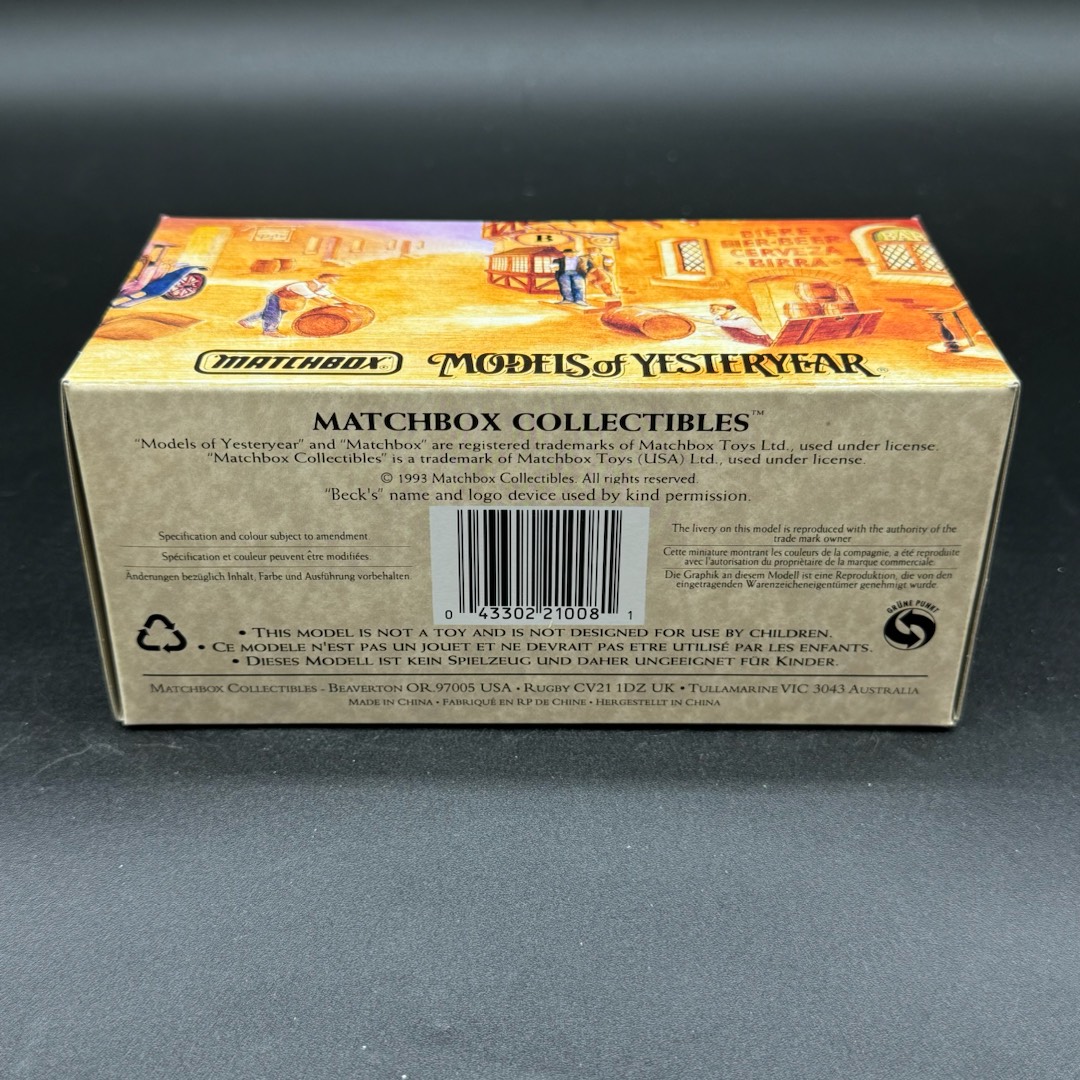 B
BIERE •
BIER • BEER
CERVEZA
• BIRRA •
BAR
MATCHBOX®
MODELS of YESTERYEAR®
MATCHBOX COLLECTIBLES™
"Models of Yesteryear" and "Matchbox" are registered trademarks of Matchbox Toys Ltd., used under license.
"Matchbox Collectibles" is a trademark of Matchbox Toys (USA) Ltd., used under license.
© 1993 Matchbox Collectibles. All rights reserved.
"Beck's" name and logo device used by kind permission.
Specification and colour subject to amendment
Spécification et couleur peuvent être modifiées
Änderungen bezüglich Inhalt, Farbe und Ausführung vorbehalten
0 43302 21008 1
The livery on this model is reproduced with the authority of the
trade mark owner
Cette miniature montrant les couleurs de la compagnie, a été reproduite
avec l'autorisation du propriétaire de la marque commerciale.
Die Graphik an diesem Modell ist eine Reproduktion, die von den
eingetragenden Warenzeicheneigentümer genehmigt wurde.
GRÜNE PUNKT
• THIS MODEL IS NOT A TOY AND IS NOT DESIGNED FOR USE BY CHILDREN.
• CE MODELE N'EST PAS UN JOUET ET NE DEVRAIT PAS ETRE UTILISÉ PAR LES ENFANTS.
• DIESES MODELL IST KEIN SPIELZEUG UND DAHER UNGEEIGNET FÜR KINDER.
MATCHBOX COLLECTIBLES - BEAVERTON OR. 97005 USA • RUGBY CV21 1DZ UK • TULLAMARINE VIC 3043 AUSTRALIA
MADE IN CHINA • FABRIQUÉ EN RP DE CHINE • HERGESTELLT IN CHINA